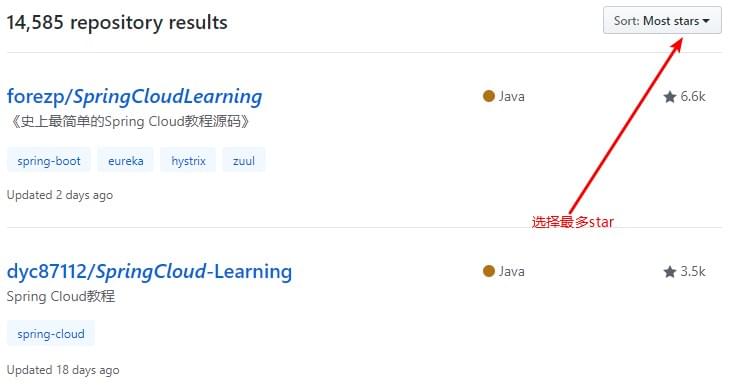 14,585 repository results
Sort: Most stars
forezp/SpringCloudLearning
Java
6.6k
《史上最简单的Spring Cloud教程源码》
spring-boot eureka hystrix zuul
Updated 2 days ago
选择最多star
dyc87112/SpringCloud-Learning
Java
3.5k
Spring Cloud教程
spring-cloud
Updated 18 days ago